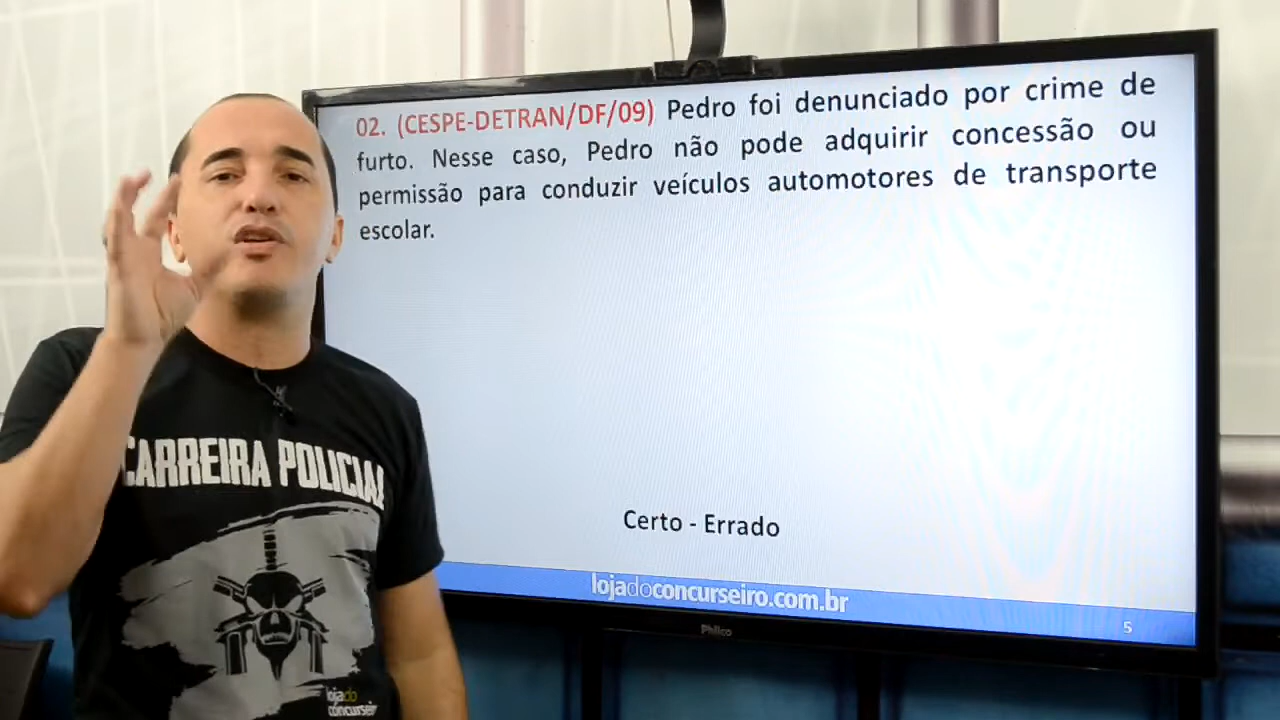 02. (CESPE-DETRAN/DF/09) Pedro foi denunciado por crime de
furto. Nesse caso, Pedro não pode adquirir concessão ou
permissão para conduzir veículos automotores de transporte
escolar.
Certo - Errado
lojadoconcurseiro.com.br
5
Philco
CARREIRA POLICIAL
lojado
concurseiro